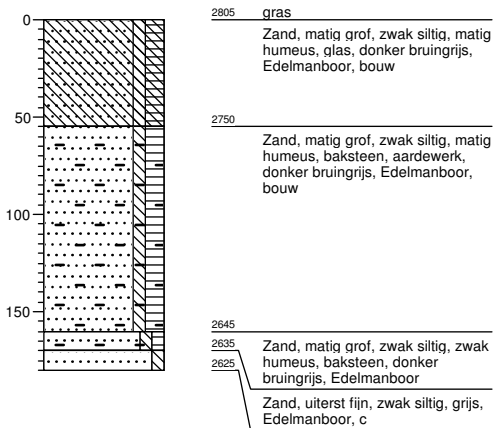 0
50
100
150
2805 gras
Zand, matig grof, zwak siltig, matig
humeus, glas, donker bruingrijs,
Edelmanboor, bouw
2750
Zand, matig grof, zwak siltig, matig
humeus, baksteen, aardewerk,
donker bruingrijs, Edelmanboor,
bouw
2645
2635
Zand, matig grof, zwak siltig, zwak
humeus, baksteen, donker
bruingrijs, Edelmanboor
2625
Zand, uiterst fijn, zwak siltig, grijs,
Edelmanboor, c